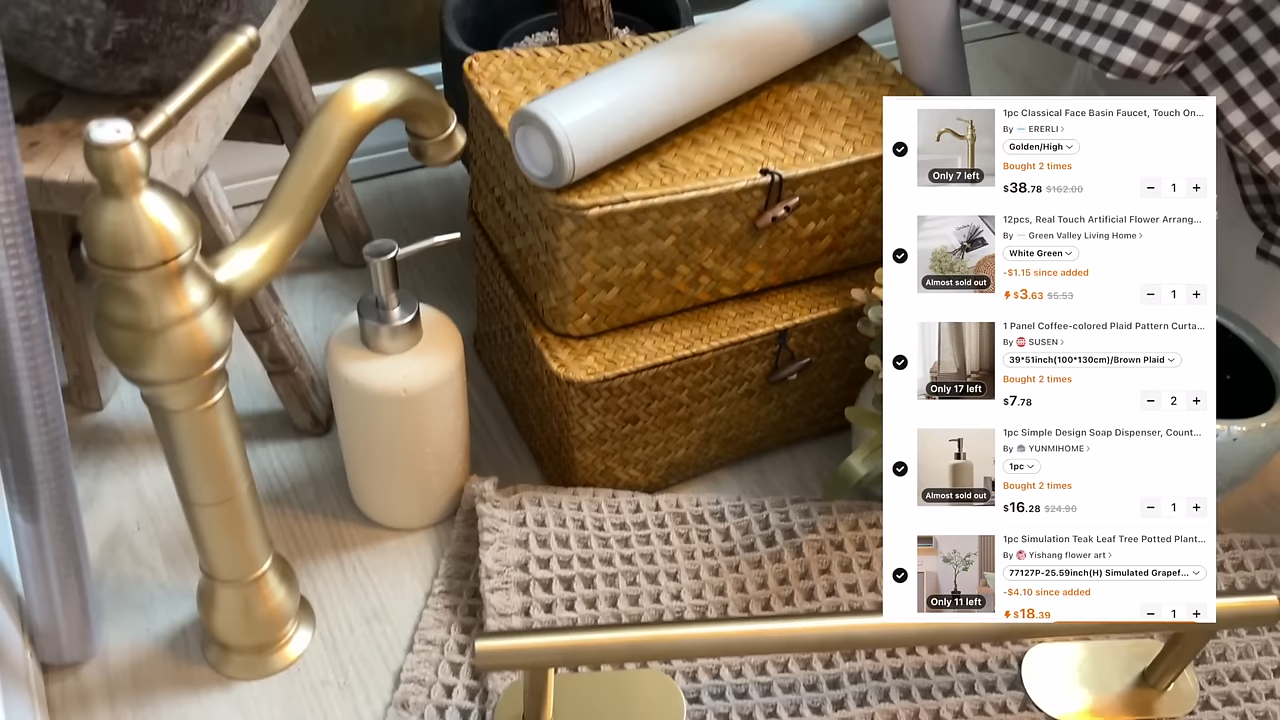 1pc Classical Face Basin Faucet, Touch On...
By ERERLI >
Golden/High
Bought 2 times
Only 7 left
$38.78 $162.00
− 1 +
12pcs, Real Touch Artificial Flower Arrang...
By Green Valley Living Home >
White Green
-$1.15 since added
Almost sold out
$3.63 $5.53
− 1 +
1 Panel Coffee-colored Plaid Pattern Curta...
By SUSEN >
39*51inch(100*130cm)/Brown Plaid
Bought 2 times
Only 17 left
$7.78
− 2 +
1pc Simple Design Soap Dispenser, Count...
By YUNMIHOME >
1pc
Bought 2 times
Almost sold out
$16.28 $24.90
− 1 +
1pc Simulation Teak Leaf Tree Potted Plant...
By Yishang flower art >
77127P-25.59inch(H) Simulated Grapef...
-$4.10 since added
Only 11 left
$18.39
− 1 +